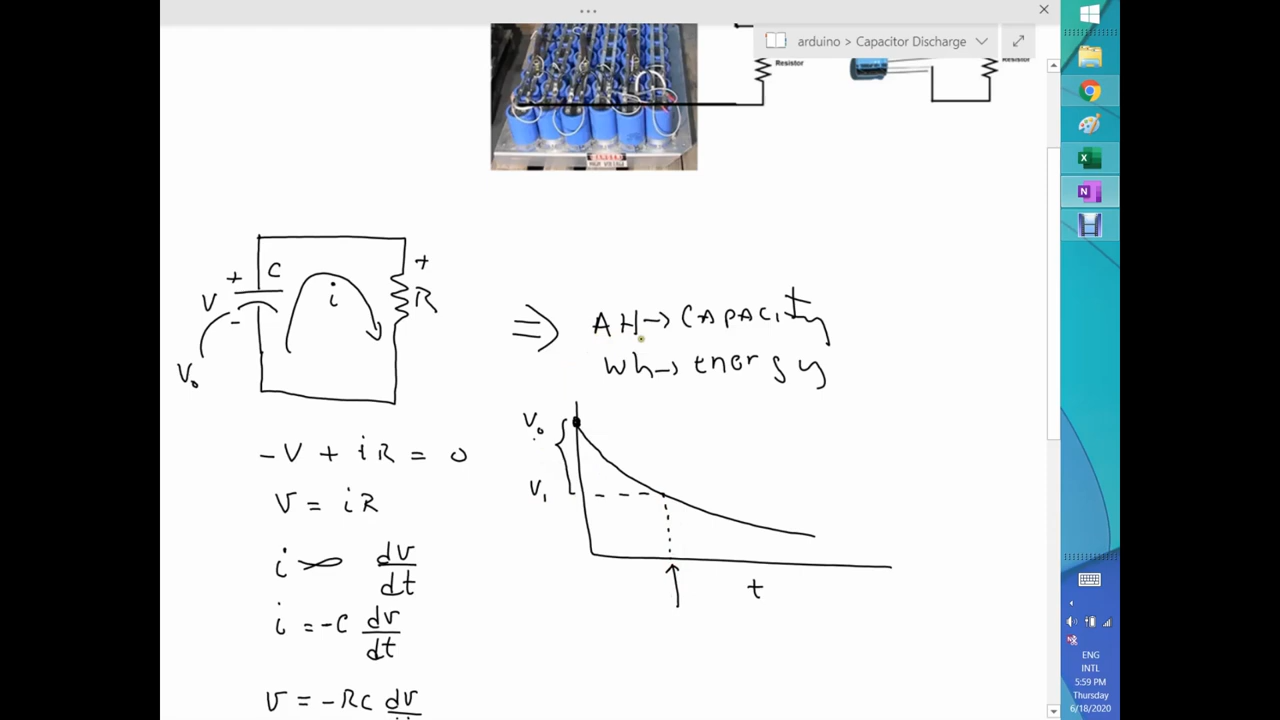 arduino > Capacitor Discharge
Resistor
Resistor
+
C
+
V
i
R
-
V₀
⇒ AH → CAPACITY
Wh → energy
V₀
V₁
t
-V + iR = 0
V = iR
i ∝ dv/dt
i = -C dv/dt
V = -RC dv
ENG
INTL
5:59 PM
Thursday
6/18/2020